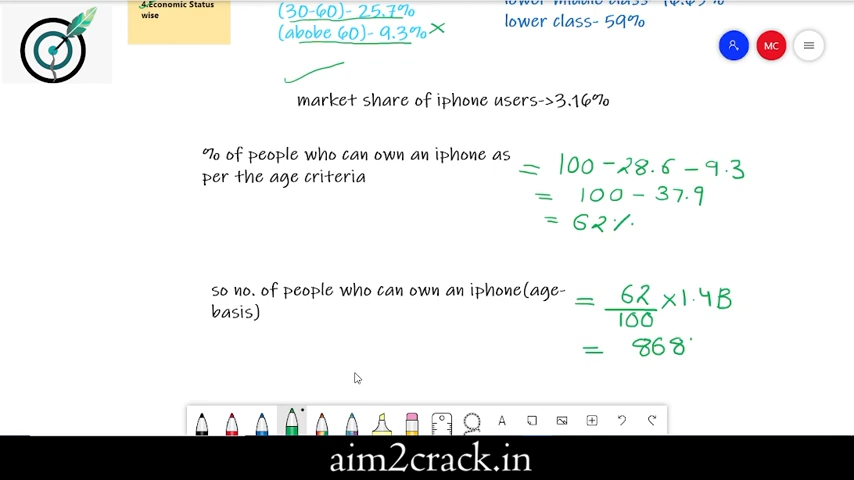 4.Economic Status
wise
(30-60)- 25.7%
(abobe 60)- 9.3% ×
lower class- 59%
MC
market share of iphone users->3.16%
% of people who can own an iphone as
per the age criteria
= 100 - 28.6 - 9.3
= 100 - 37.9
= 62%
so no. of people who can own an iphone(age-
basis)
= 62/100 × 1.4B
= 868
A
aim2crack.in